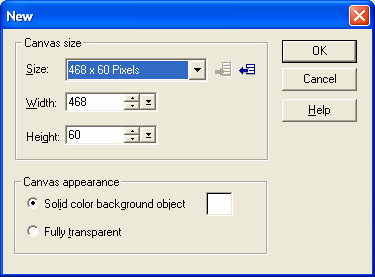 New
Canvas size
Size: 468 x 60 Pixels
Width: 468
Height: 60
OK
Cancel
Help
Canvas appearance
Solid color background object
Fully transparent